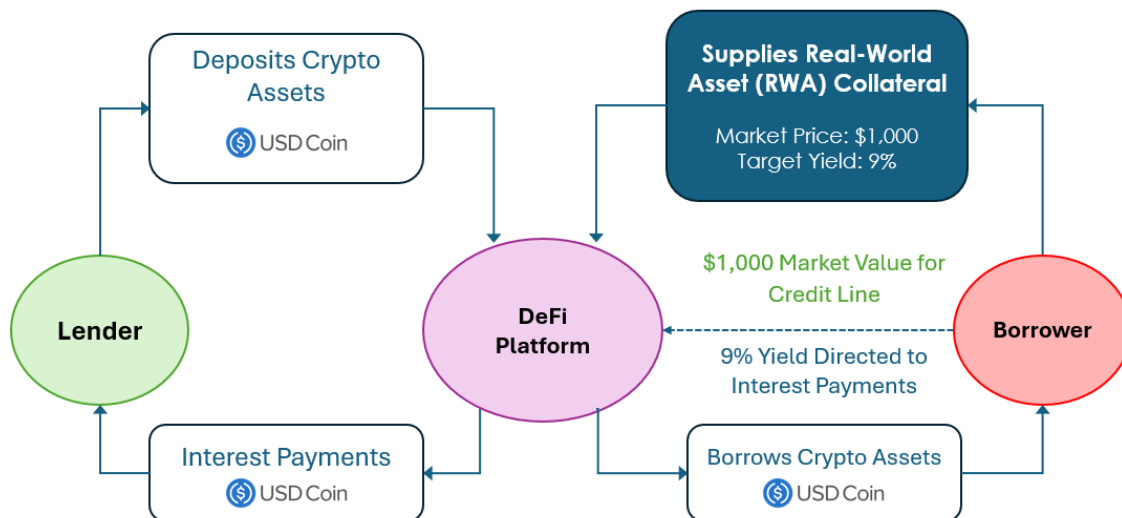 Deposits Crypto
Assets
USD Coin
Supplies Real-World
Asset (RWA) Collateral
Market Price: $1,000
Target Yield: 9%
Lender
DeFi
Platform
$1,000 Market Value for
Credit Line
9% Yield Directed to
Interest Payments
Borrower
Interest Payments
USD Coin
Borrows Crypto Assets
USD Coin